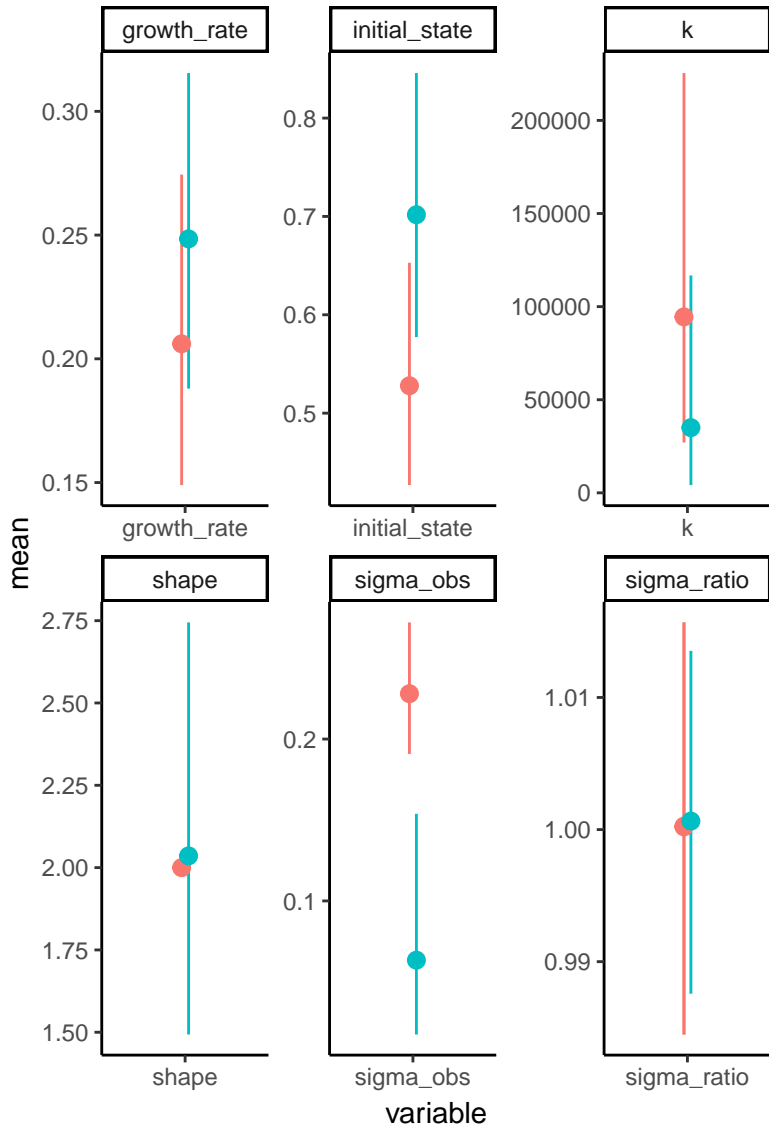 growth_rate
initial_state
k
0.30
0.25
0.20
0.15
0.8
0.7
0.6
0.5
200000
150000
100000
50000
0
growth_rate
initial_state
k
mean
shape
sigma_obs
sigma_ratio
2.75
2.50
2.25
2.00
1.75
1.50
0.2
0.1
1.01
1.00
0.99
shape
sigma_obs
sigma_ratio
variable